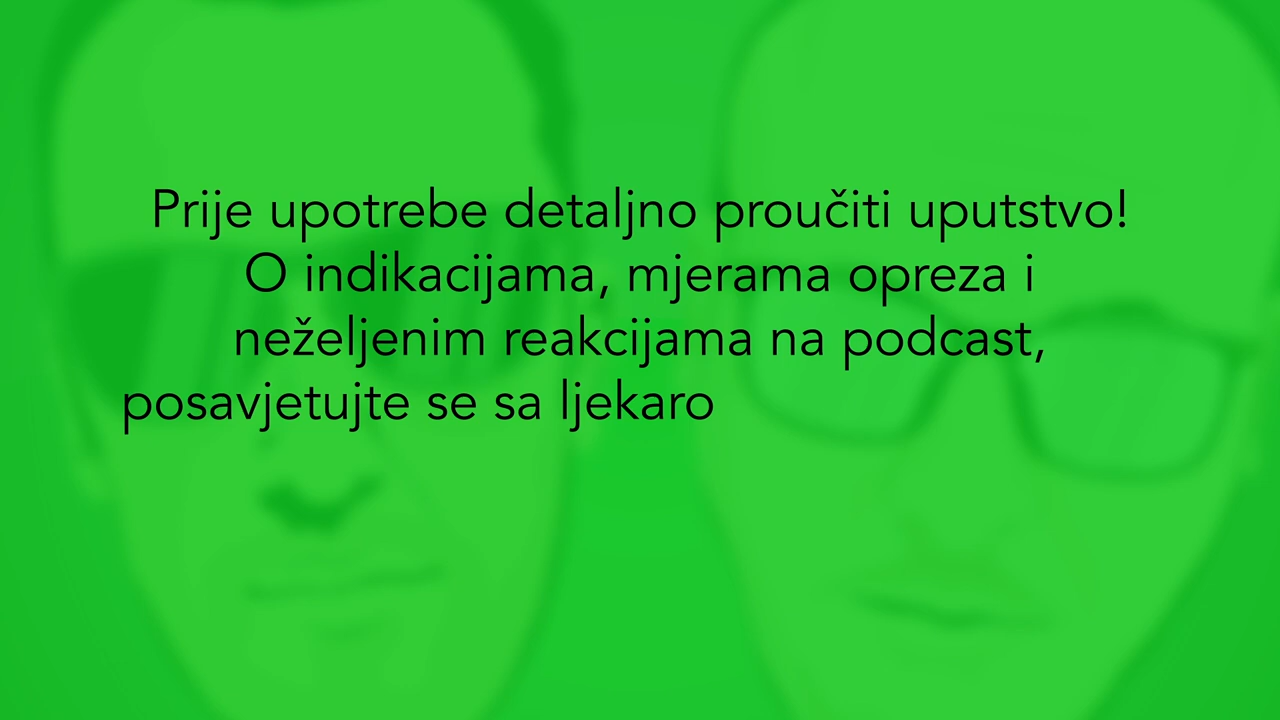 Prije upotrebe detaljno proučiti uputstvo!
O indikacijama, mjerama opreza i
neželjenim reakcijama na podcast,
posavjetujte se sa ljekaro